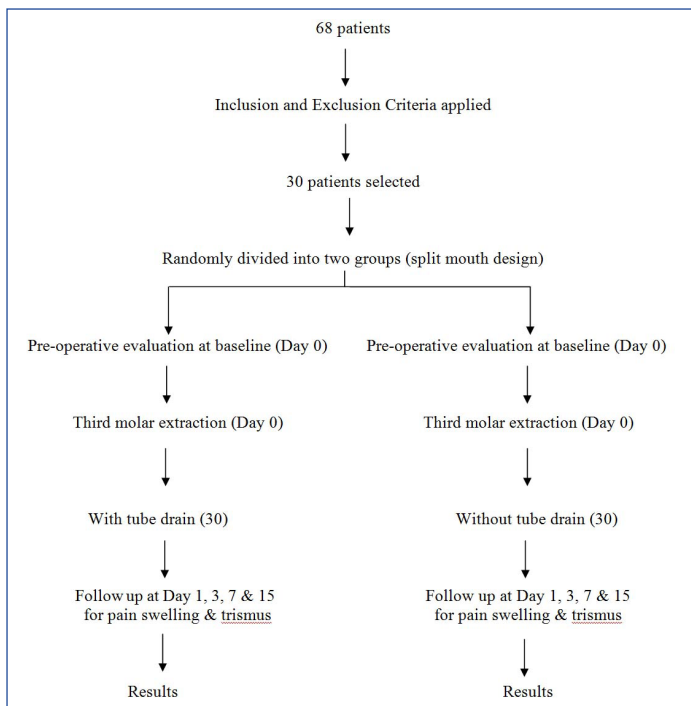 68 patients
Inclusion and Exclusion Criteria applied
30 patients selected
Randomly divided into two groups (split mouth design)
Pre-operative evaluation at baseline (Day 0)
Pre-operative evaluation at baseline (Day 0)
Third molar extraction (Day 0)
Third molar extraction (Day 0)
With tube drain (30)
Without tube drain (30)
Follow up at Day 1, 3, 7 & 15
for pain swelling & trismus
Follow up at Day 1, 3, 7 & 15
for pain swelling & trismus
Results
Results